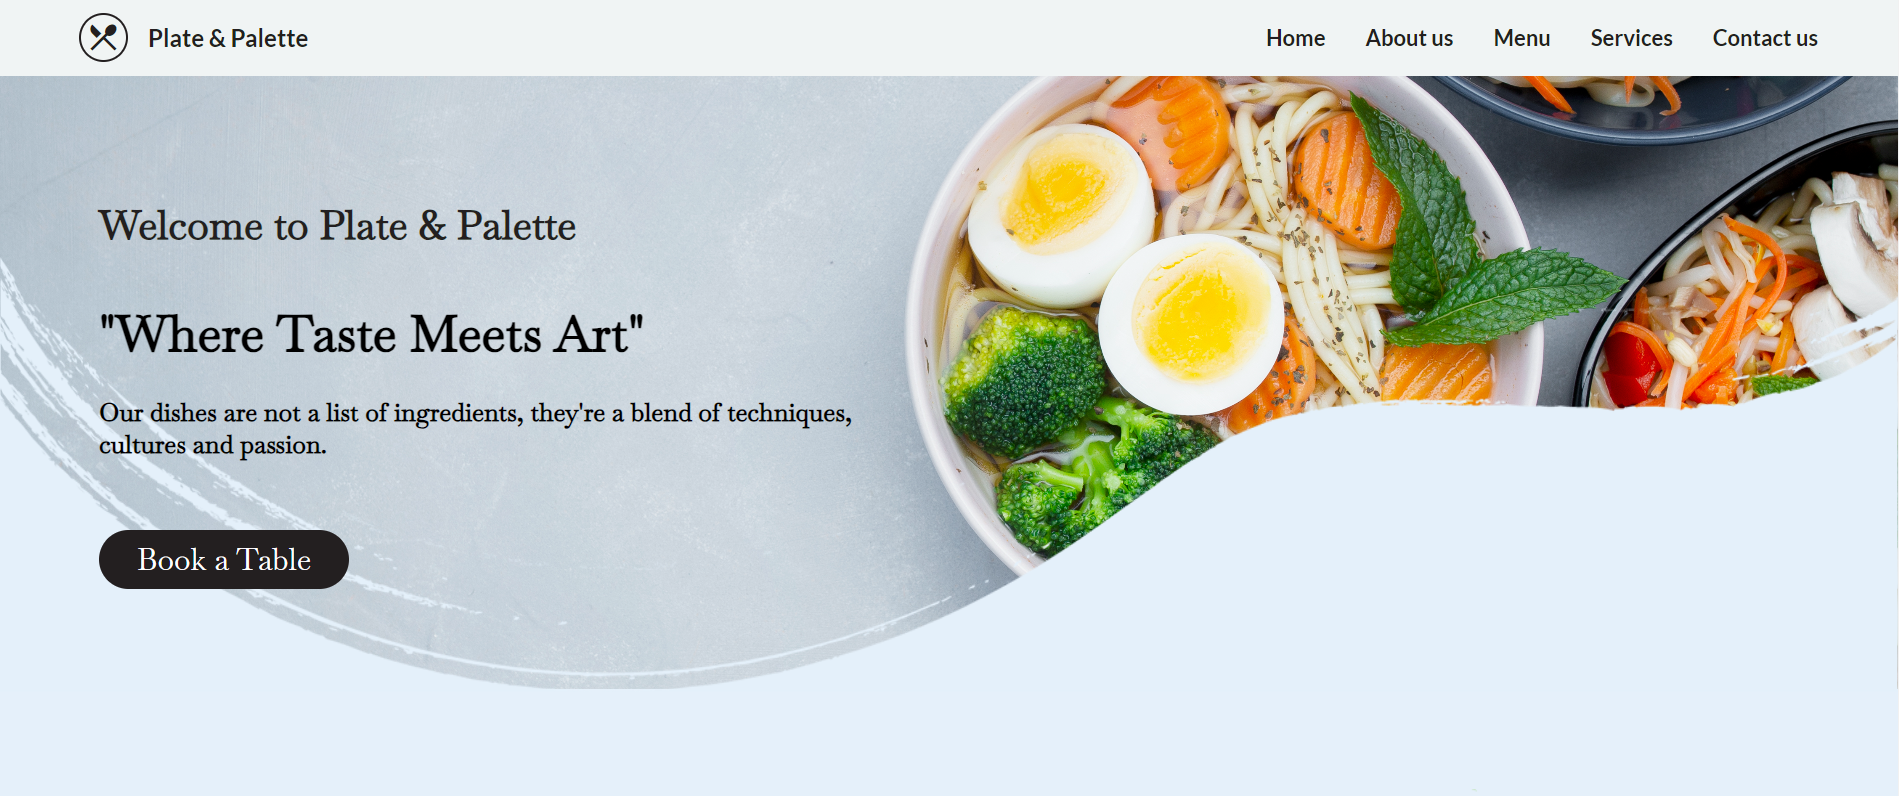 Plate & Palette
Home About us Menu Services Contact us
Welcome to Plate & Palette
"Where Taste Meets Art"
Our dishes are not a list of ingredients, they're a blend of techniques,
cultures and passion.
Book a Table